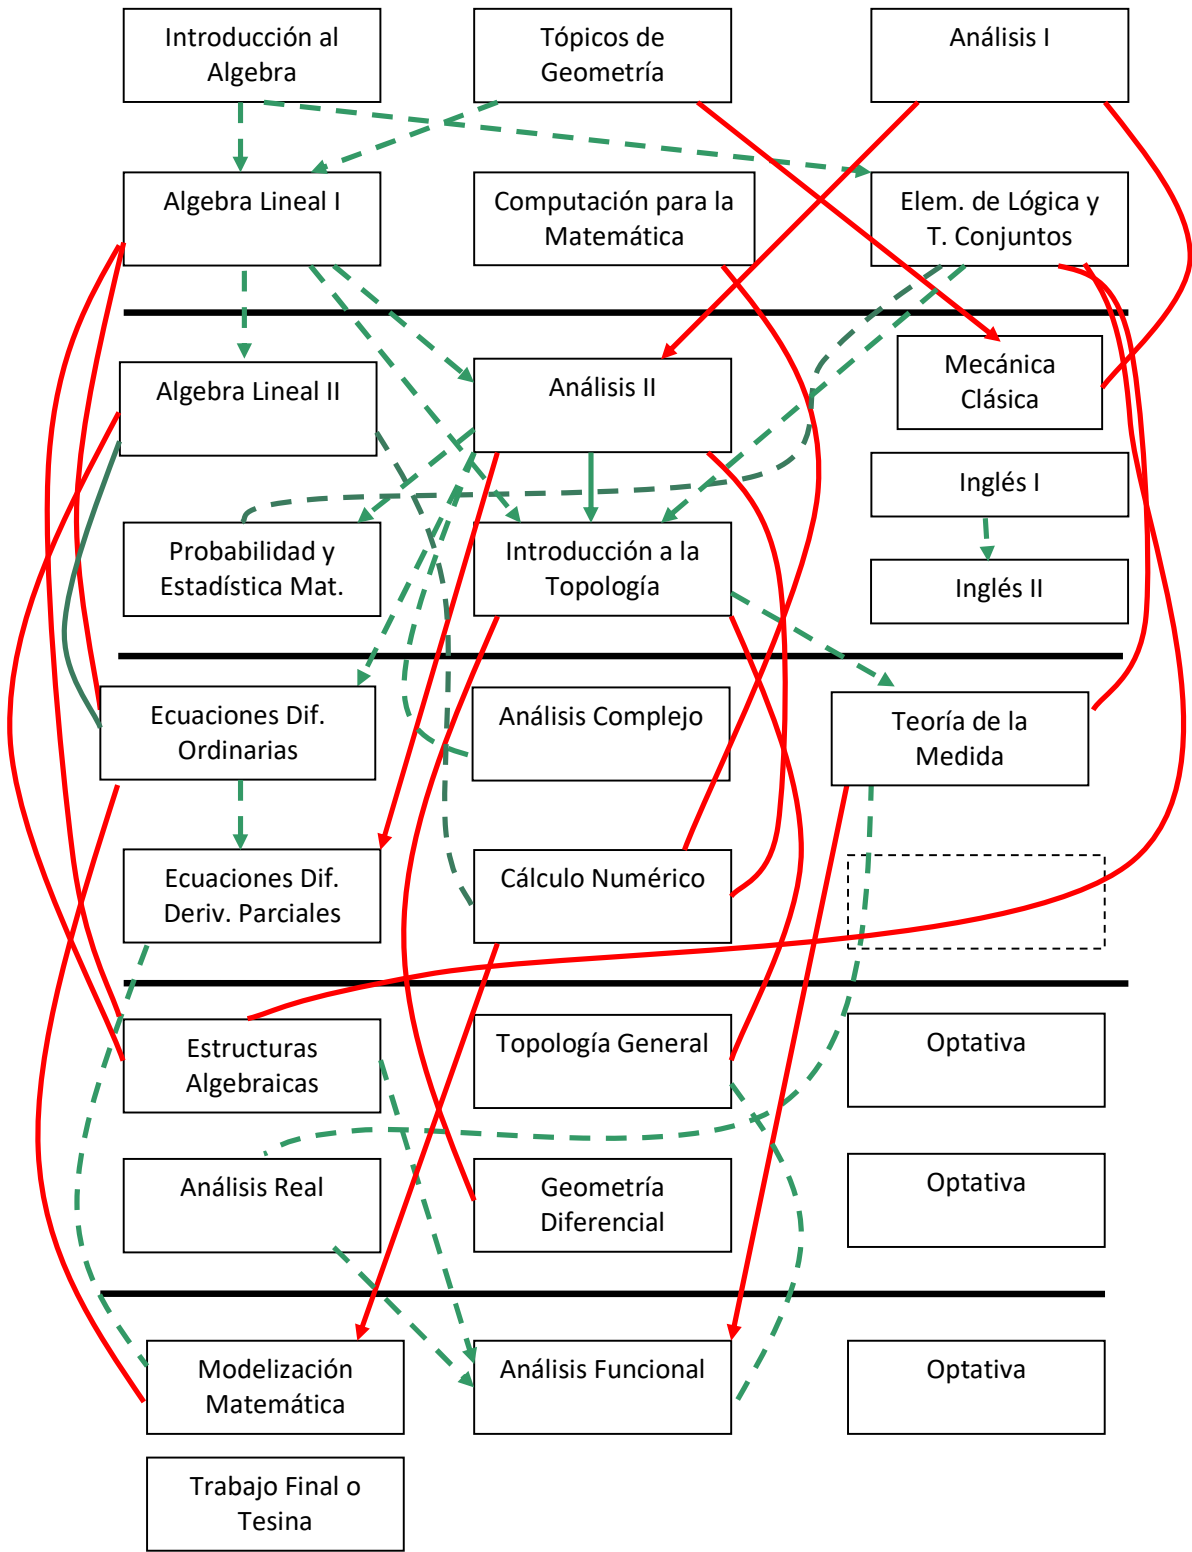 Introducción al
Algebra
Tópicos de
Geometría
Análisis I
Algebra Lineal I
Computación para la
Matemática
Elem. de Lógica y
T. Conjuntos
Algebra Lineal II
Análisis II
Mecánica
Clásica
Inglés I
Probabilidad y
Estadística Mat.
Introducción a la
Topología
Inglés II
Ecuaciones Dif.
Ordinarias
Análisis Complejo
Teoría de la
Medida
Ecuaciones Dif.
Deriv. Parciales
Cálculo Numérico
Estructuras
Algebraicas
Topología General
Optativa
Análisis Real
Geometría
Diferencial
Optativa
Modelización
Matemática
Análisis Funcional
Optativa
Trabajo Final o
Tesina